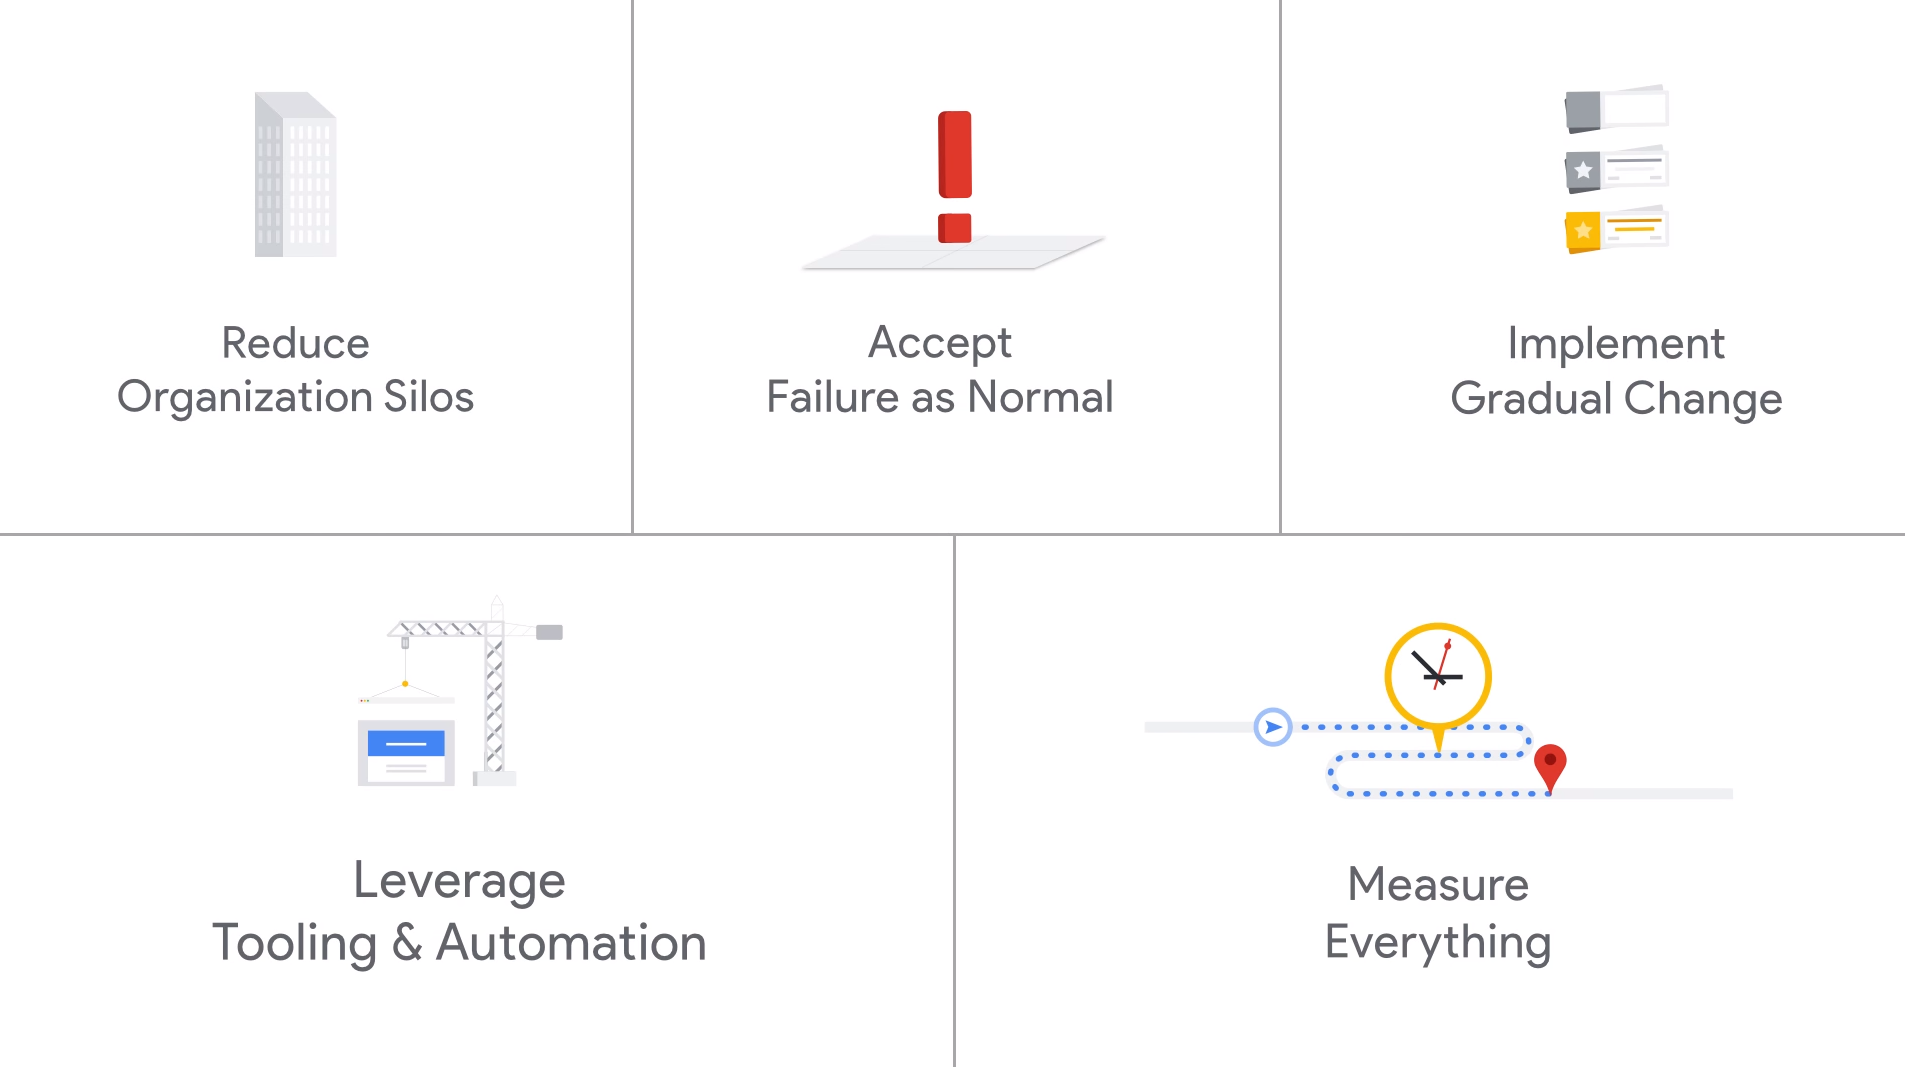 Reduce
Organization Silos
Accept
Failure as Normal
Implement
Gradual Change
Leverage
Tooling & Automation
Measure
Everything